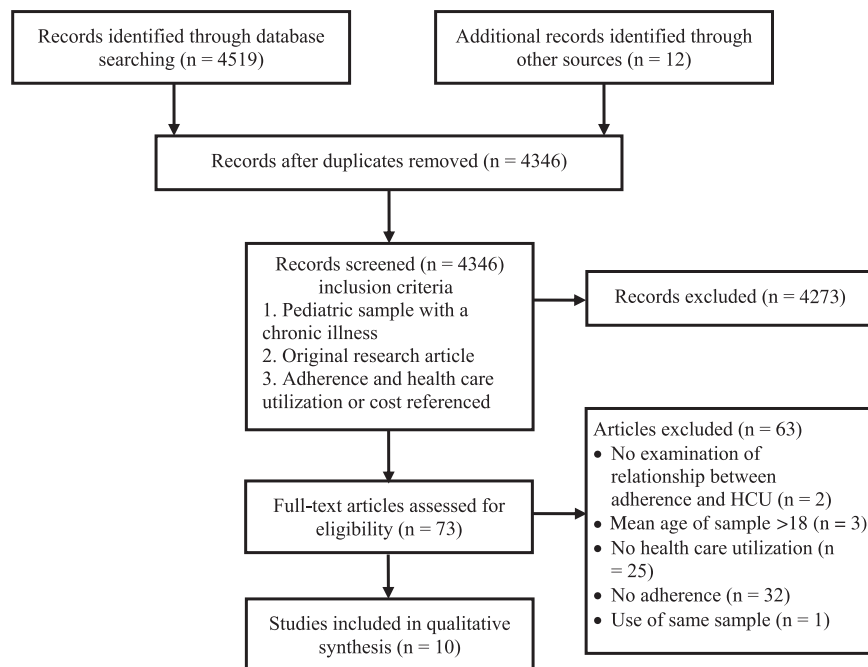 Records identified through database
searching (n = 4519)
Additional records identified through
other sources (n = 12)
Records after duplicates removed (n = 4346)
Records screened (n = 4346)
inclusion criteria
1. Pediatric sample with a
chronic illness
2. Original research article
3. Adherence and health care
utilization or cost referenced
Records excluded (n = 4273)
Full-text articles assessed for
eligibility (n = 73)
Articles excluded (n = 63)
• No examination of
relationship between
adherence and HCU (n = 2)
• Mean age of sample >18 (n = 3)
• No health care utilization (n
= 25)
• No adherence (n = 32)
• Use of same sample (n = 1)
Studies included in qualitative
synthesis (n = 10)